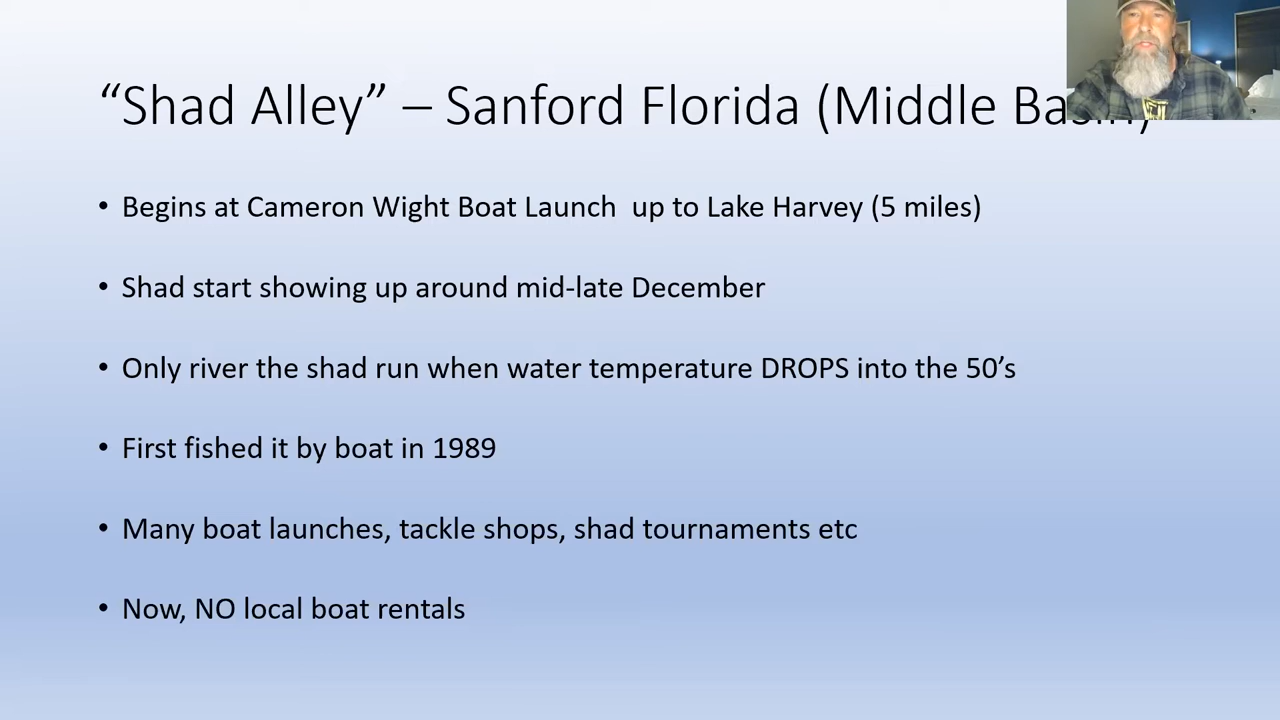 “Shad Alley” – Sanford Florida (Middle Basin)
• Begins at Cameron Wight Boat Launch  up to Lake Harvey (5 miles)
• Shad start showing up around mid-late December
• Only river the shad run when water temperature DROPS into the 50’s
• First fished it by boat in 1989
• Many boat launches, tackle shops, shad tournaments etc
• Now, NO local boat rentals